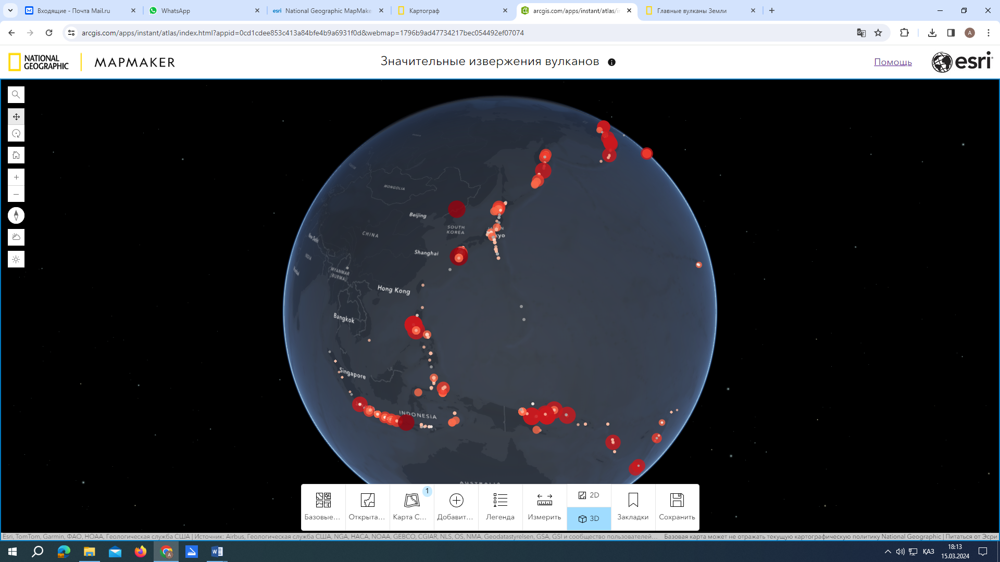 Входящие - Почта Mail.ru
WhatsApp
esri National Geographic MapMake
Картограф
arcgis.com/apps/instant/atlas/i
Главные вулканы Земли
arcgis.com/apps/instant/atlas/index.html?appid=0cd1cdee853c413a84bfe4b9a6931f0d&webmap=1796b9ad47734217bec054492ef07074
A
NATIONAL
GEOGRAPHIC
MAPMAKER
Значительные извержения вулканов
Помощь
esri
MONGOLIA
Beijing
SOUTH
KOREA
CHINA
New Delhi
Shanghai
INDIA
MYANMAR
(BURMA)
Hong Kong
Bangkok
Singapore
INDONESIA
AUSTRALIA
1
Базовые...
Открыта...
Карта С...
Добавит...
Легенда
Измерить
2D
3D
Закладки
Сохранить
Esri, TomTom, Garmin, ФАО, НОАА, Геологическая служба США | Источник: Airbus, Геологическая служба США, NGA, НАСА, NOAA, GEBCO, CGIAR, NLS, OS, NMA, Geodatastyrelsen, GSA, GSI и сообщество пользователей...
Базовая карта может не отражать текущую картографическую политику National Geographic | Питаться от Эсри
ҚАЗ
18:13
15.03.2024